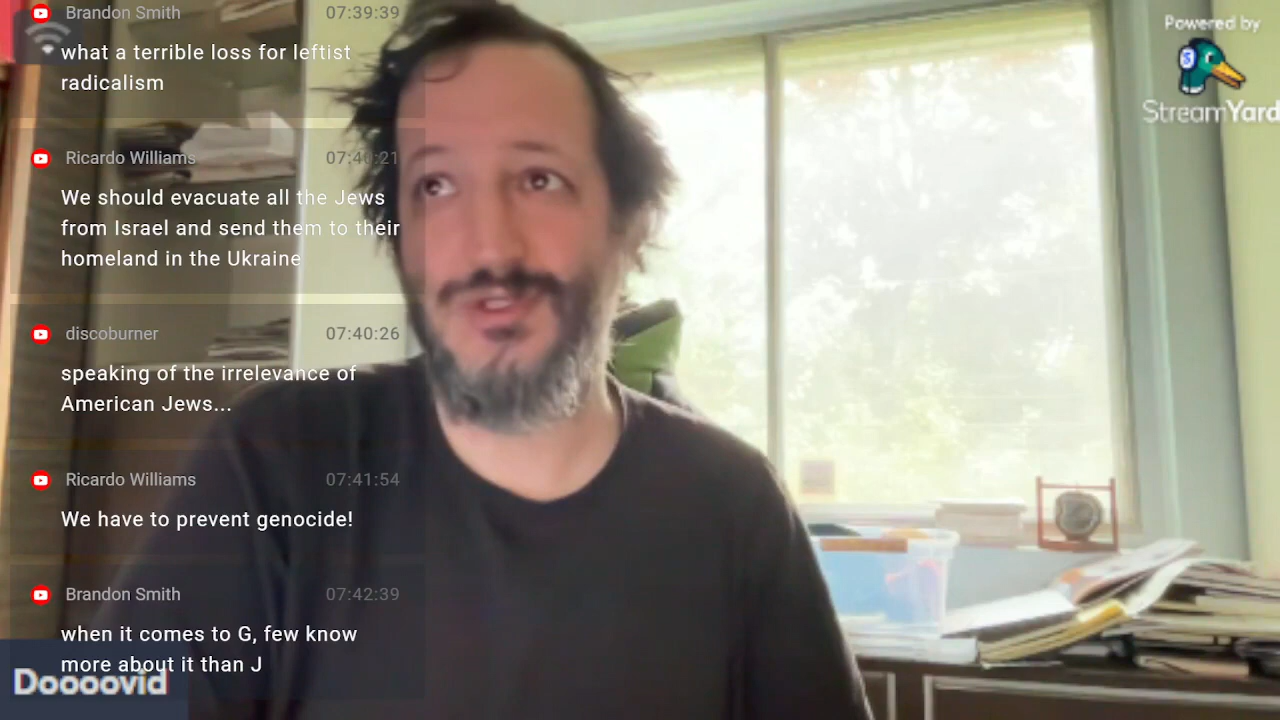 Brandon Smith 07:39:39
what a terrible loss for leftist
radicalism
Ricardo Williams 07:40:21
We should evacuate all the Jews
from Israel and send them to their
homeland in the Ukraine
discoburner 07:40:26
speaking of the irrelevance of
American Jews...
Ricardo Williams 07:41:54
We have to prevent genocide!
Brandon Smith 07:42:39
when it comes to G, few know
more about it than J
Doooovid
Powered by
StreamYard